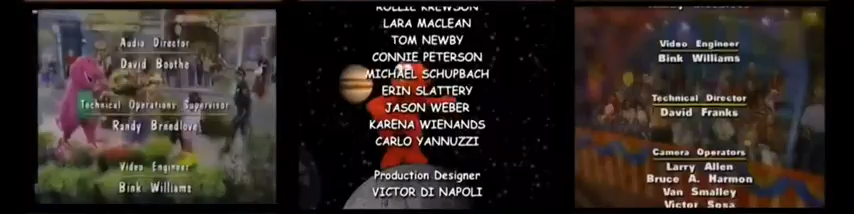 Audio Director
David Boothe
Technical Operations Supervisor
Randy Breedlove
Video Engineer
Bink Williams
ROLLIE KREWSON
LARA MACLEAN
TOM NEWBY
CONNIE PETERSON
MICHAEL SCHUPBACH
ERIN SLATTERY
JASON WEBER
KARENA WIENANDS
CARLO YANNUZZI
Production Designer
VICTOR DI NAPOLI
Video Engineer
Bink Williams
Technical Director
David Franks
Camera Operators
Larry Allen
Bruce A. Harmon
Van Smalley
Victor Sosa